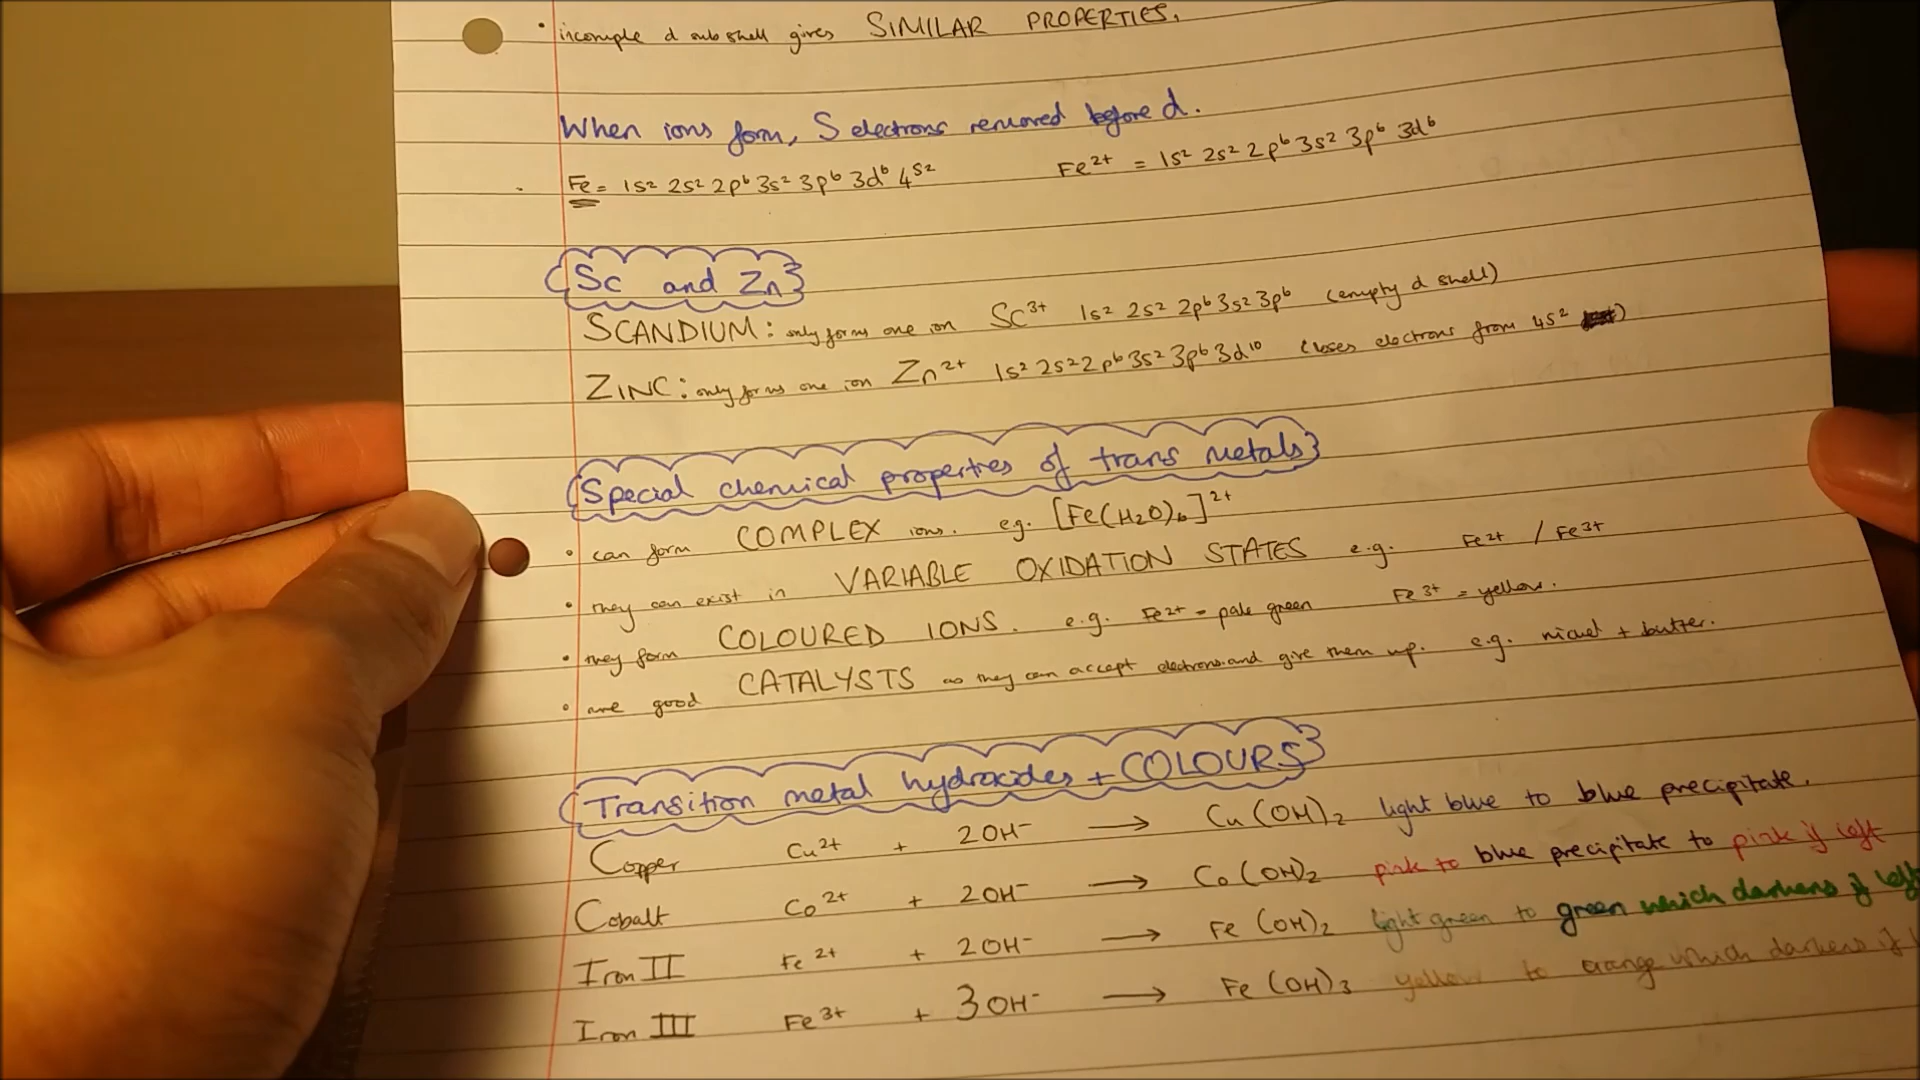 • incomple d subshell gives SIMILAR PROPERTIES.
When ions form, S electrons removed before d.
Fe = 1s² 2s² 2p⁶ 3s² 3p⁶ 3d⁶ 4s² Fe²⁺ = 1s² 2s² 2p⁶ 3s² 3p⁶ 3d⁶
Sc and Zn
SCANDIUM: only forms one ion Sc³⁺ 1s² 2s² 2p⁶ 3s² 3p⁶ (empty d shell)
ZINC: only forms one ion Zn²⁺ 1s² 2s² 2p⁶ 3s² 3p⁶ 3d¹⁰ (loses electrons from 4s² )
Special chemical properties of trans metals
• can form COMPLEX ions. eg. [Fe(H₂O)₆]²⁺
• they can exist in VARIABLE OXIDATION STATES e.g. Fe²⁺ / Fe³⁺
• they form COLOURED IONS. e.g. Fe²⁺ = pale green Fe³⁺ = yellow.
• are good CATALYSTS as they can accept electrons and give them up. e.g. + butter.
Transition metal hydroxides + COLOURS
Copper Cu²⁺ + 2OH⁻ → Cu(OH)₂ light blue to blue precipitate.
Cobalt Co²⁺ + 2OH⁻ → Co(OH)₂ pink to blue precipitate to pink if left
Iron II Fe²⁺ + 2OH⁻ → Fe(OH)₂ light green to green which darkens if left
Iron III Fe³⁺ + 3OH⁻ → Fe(OH)₃ yellow to orange which darkens if